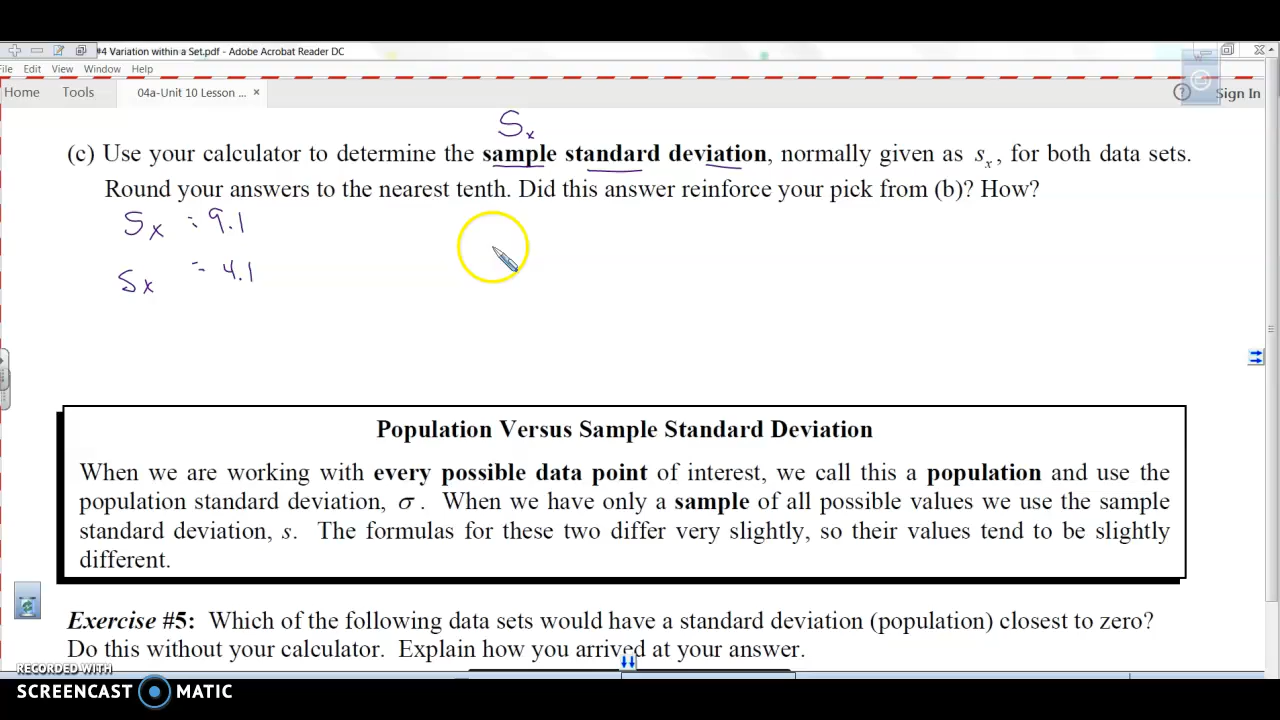 #4 Variation within a Set.pdf - Adobe Acrobat Reader DC
File Edit View Window Help
Home Tools 04a-Unit 10 Lesson ... × ? Sign In
Sx
(c) Use your calculator to determine the sample standard deviation, normally given as sx, for both data sets.
Round your answers to the nearest tenth. Did this answer reinforce your pick from (b)? How?
Sx = 9.1
Sx = 4.1
Population Versus Sample Standard Deviation
When we are working with every possible data point of interest, we call this a population and use the
population standard deviation, σ. When we have only a sample of all possible values we use the sample
standard deviation, s. The formulas for these two differ very slightly, so their values tend to be slightly
different.
Exercise #5: Which of the following data sets would have a standard deviation (population) closest to zero?
Do this without your calculator. Explain how you arrived at your answer.
RECORDED WITH
SCREENCAST MATIC